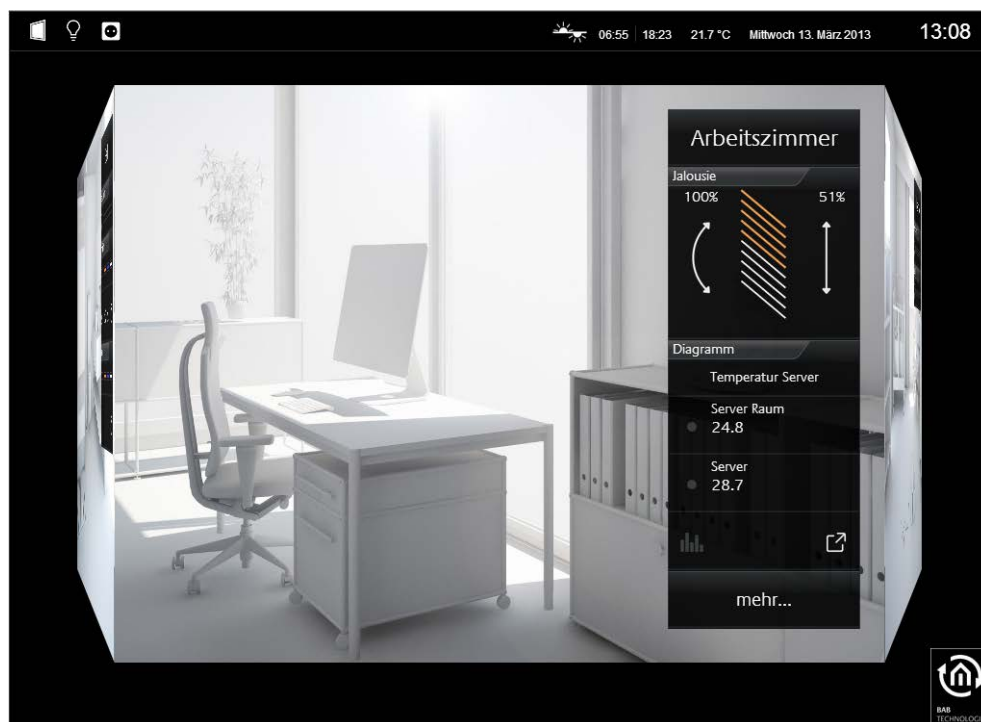 06:55 18:23 21.7 °C Mittwoch 13. März 2013 13:08
Arbeitszimmer
Jalousie
100% 51%
Diagramm
Temperatur Server
Server Raum
24.8
Server
28.7
mehr...
BAB
TECHNOLOGIE